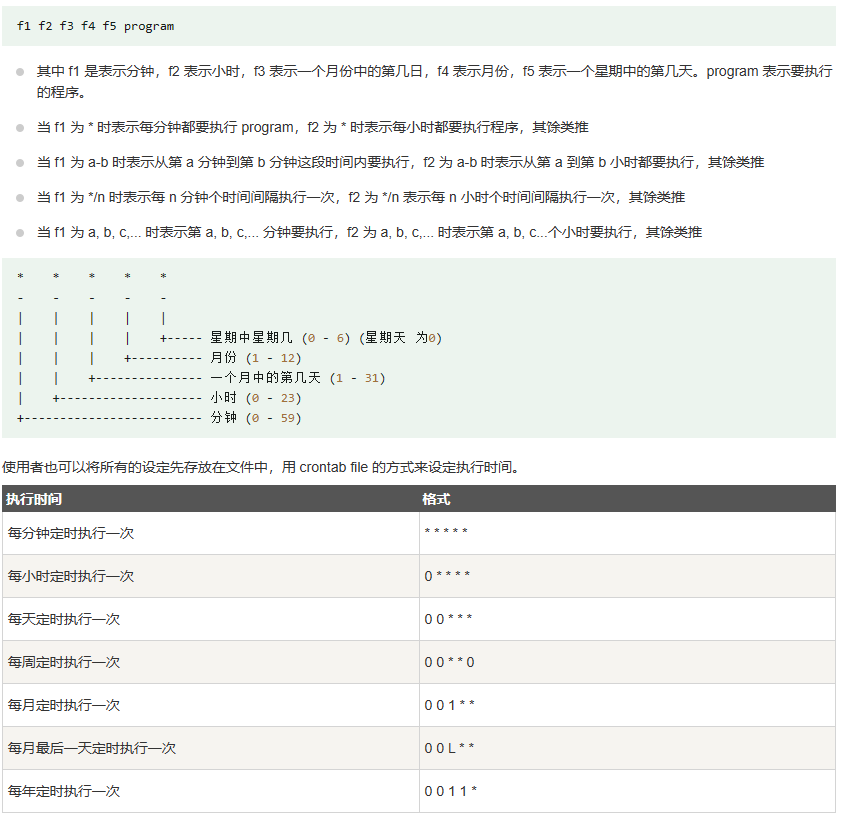 f1 f2 f3 f4 f5 program
其中 f1 是表示分钟，f2 表示小时，f3 表示一个月份中的第几日，f4 表示月份，f5 表示一个星期中的第几天。program 表示要执行
的程序。
当 f1 为 * 时表示每分钟都要执行 program，f2 为 * 时表示每小时都要执行程序，其馀类推
当 f1 为 a-b 时表示从第 a 分钟到第 b 分钟这段时间内要执行，f2 为 a-b 时表示从第 a 到第 b 小时都要执行，其馀类推
当 f1 为 */n 时表示每 n 分钟个时间间隔执行一次，f2 为 */n 表示每 n 小时个时间间隔执行一次，其馀类推
当 f1 为 a, b, c,... 时表示第 a, b, c,... 分钟要执行，f2 为 a, b, c,... 时表示第 a, b, c...个小时要执行，其馀类推
*    *    *    *    *
-    -    -    -    -
|    |    |    |    |
|    |    |    |    +----- 星期中星期几 (0 - 6) (星期天 为0)
|    |    |    +---------- 月份 (1 - 12)
|    |    +--------------- 一个月中的第几天 (1 - 31)
|    +-------------------- 小时 (0 - 23)
+------------------------- 分钟 (0 - 59)
使用者也可以将所有的设定先存放在文件中，用 crontab file 的方式来设定执行时间。
执行时间 格式
每分钟定时执行一次 * * * * *
每小时定时执行一次 0 * * * *
每天定时执行一次 0 0 * * *
每周定时执行一次 0 0 * * 0
每月定时执行一次 0 0 1 * *
每月最后一天定时执行一次 0 0 L * *
每年定时执行一次 0 0 1 1 *